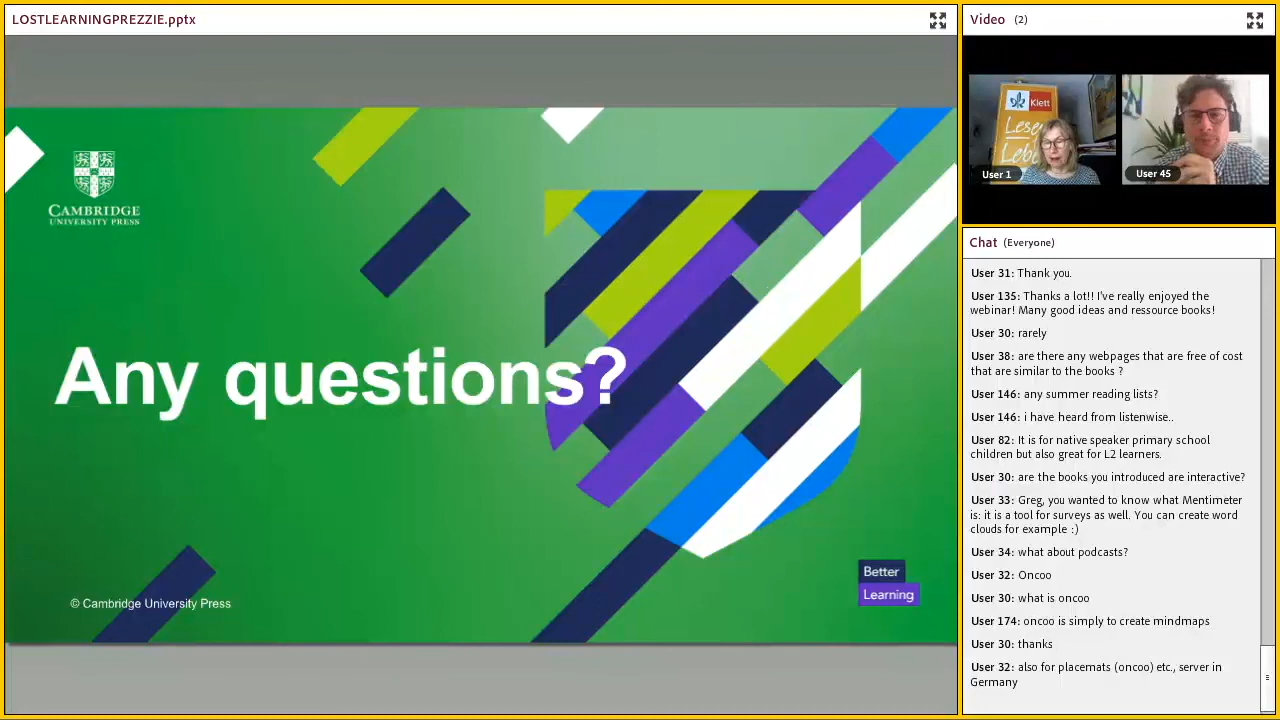 LOSTLEARNINGPREZZIE.pptx
CAMBRIDGE
UNIVERSITY PRESS
Any questions?
© Cambridge University Press
Better
Learning
Video (2)
Klett
Lese
Leb
User 1
User 45
Chat (Everyone)
User 31: Thank you.
User 135: Thanks a lot!! I've really enjoyed the
webinar! Many good ideas and ressource books!
User 30: rarely
User 38: are there any webpages that are free of cost
that are similar to the books ?
User 146: any summer reading lists?
User 146: i have heard from listenwise..
User 82: It is for native speaker primary school
children but also great for L2 learners.
User 30: are the books you introduced are interactive?
User 33: Greg, you wanted to know what Mentimeter
is: it is a tool for surveys as well. You can create word
clouds for example :)
User 34: what about podcasts?
User 32: Oncoo
User 30: what is oncoo
User 174: oncoo is simply to create mindmaps
User 30: thanks
User 32: also for placemats (oncoo) etc., server in
Germany